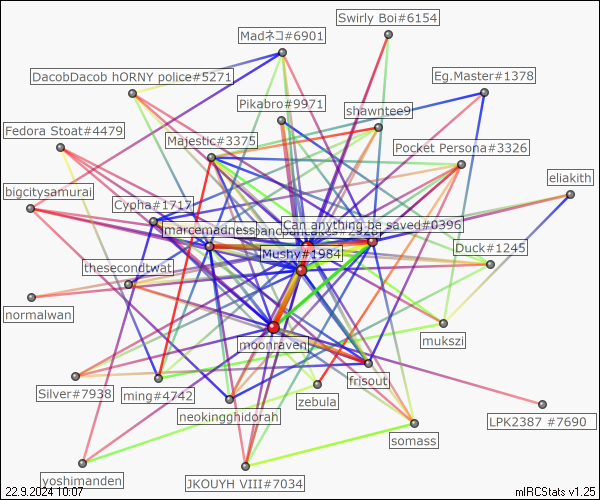 Swirly Boi#6154
Madネコ#6901
DacobDacob hORNY police#5271
Eg.Master#1378
Pikabro#9971
shawntee9
Fedora Stoat#4479
Majestic#3375
Pocket Persona#3326
eliakith
bigcitysamurai
Cypha#1717
Can anything be saved#0396
marcemadness
Mushy#1984
Duck#1245
thesecondtwat
normalwan
moonraven
mukszi
Silver#7938
ming#4742
frisout
zebula
neokingghidorah
LPK2387 #7690
somass
yoshimanden
JKOUYH VIII#7034
22.9.2024 10:07
mIRCStats v1.25